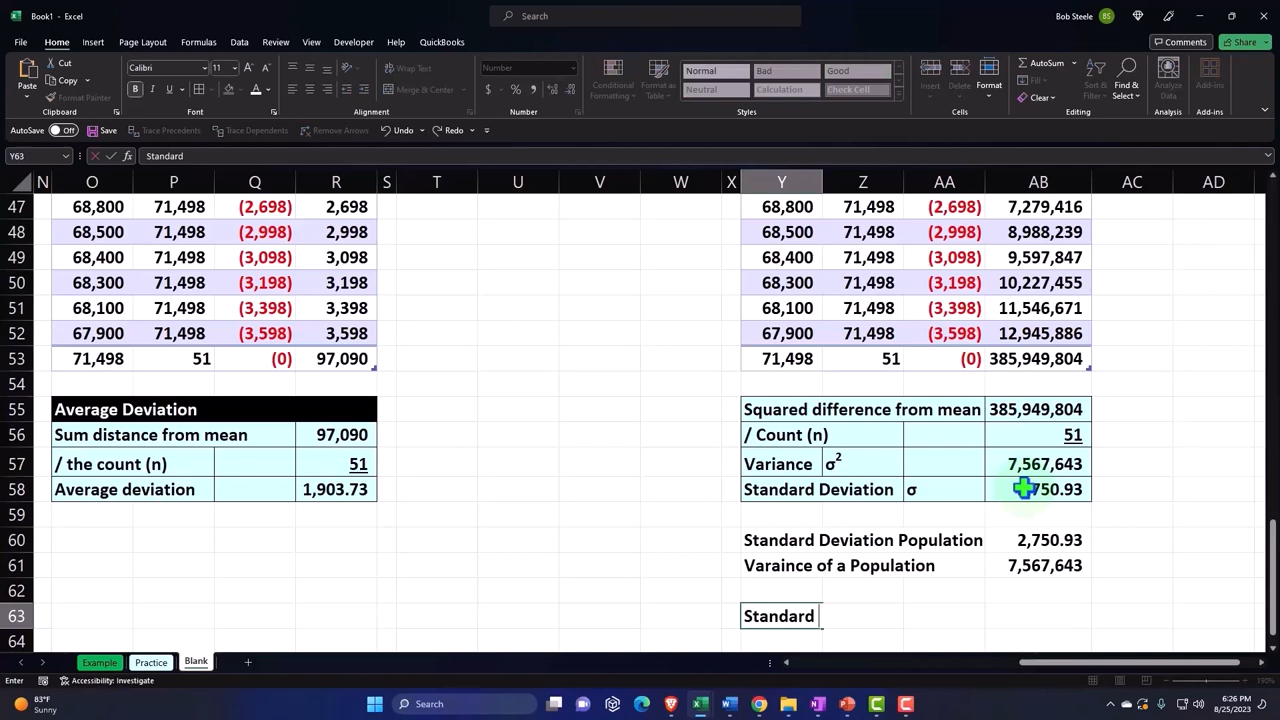 Book1 - Excel
Search
Bob Steele BS
File Home Insert Page Layout Formulas Data Review View Developer Help QuickBooks Comments Share
Paste Cut Copy Format Painter Clipboard
Calibri 11 B I U A Font
Wrap Text Merge & Center Alignment
Number $ % , Number
Conditional Formatting Format as Table
Normal Bad Good
Neutral Calculation Check Cell
Styles
Insert Delete Format Cells
AutoSum Fill Clear Sort & Filter Find & Select Editing
Analyze Data Analysis
Add-ins Add-ins
AutoSave Off Save Trace Precedents Trace Dependents Remove Arrows Undo Redo
Y63 fx Standard
N O P Q R S T U V W X Y Z AA AB AC AD
47 68,800 71,498 (2,698) 2,698 68,800 71,498 (2,698) 7,279,416
48 68,500 71,498 (2,998) 2,998 68,500 71,498 (2,998) 8,988,239
49 68,400 71,498 (3,098) 3,098 68,400 71,498 (3,098) 9,597,847
50 68,300 71,498 (3,198) 3,198 68,300 71,498 (3,198) 10,227,455
51 68,100 71,498 (3,398) 3,398 68,100 71,498 (3,398) 11,546,671
52 67,900 71,498 (3,598) 3,598 67,900 71,498 (3,598) 12,945,886
53 71,498 51 (0) 97,090 71,498 51 (0) 385,949,804
54
55 Average Deviation Squared difference from mean 385,949,804
56 Sum distance from mean 97,090 / Count (n) 51
57 / the count (n) 51 Variance σ² 7,567,643
58 Average deviation 1,903.73 Standard Deviation σ 750.93
59
60 Standard Deviation Population 2,750.93
61 Varaince of a Population 7,567,643
62
63 Standard
64
Example Practice Blank
Enter Accessibility: Investigate 190%
83°F
Sunny
Search
6:26 PM
8/25/2023